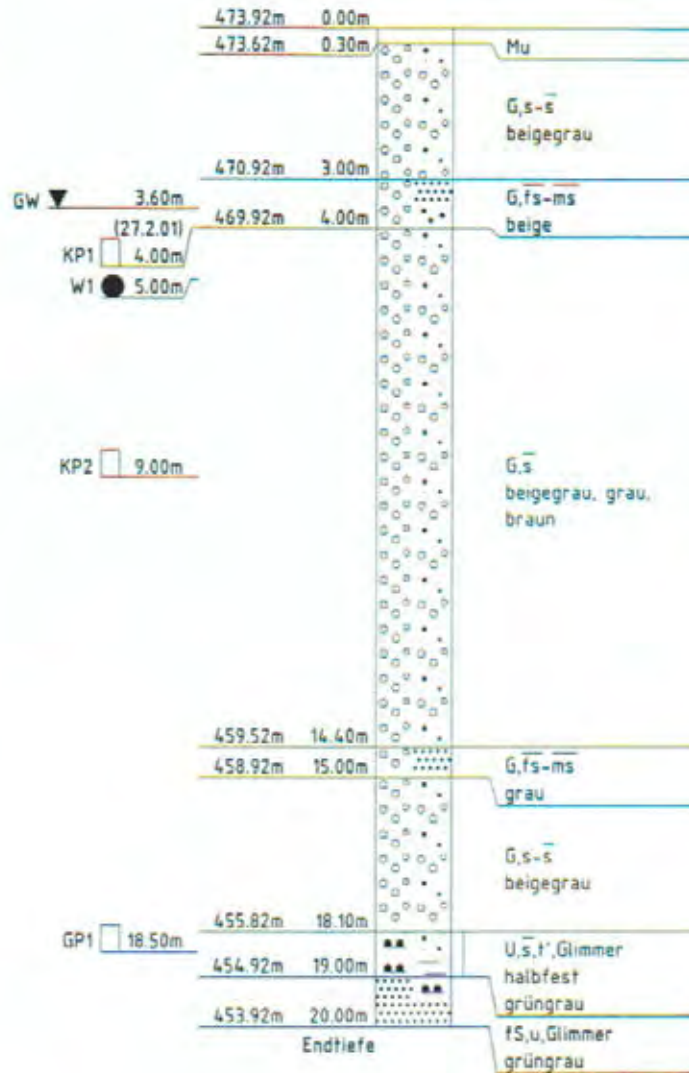 473.92m 0.00m
473.62m 0.30m
Mu
G,s-s̅
beigegrau
470.92m 3.00m
GW 3.60m
(27.2.01)
G,f̅s̅-m̅s̅
beige
469.92m 4.00m
KP1 4.00m
W1 5.00m
KP2 9.00m
G,s̅
beigegrau, grau,
braun
459.52m 14.40m
458.92m 15.00m
G,f̅s̅-m̅s̅
grau
G,s-s̅
beigegrau
455.82m 18.10m
GP1 18.50m
U,s̅,t',Glimmer
halbfest
grüngrau
454.92m 19.00m
453.92m 20.00m
Endtiefe
fS,u,Glimmer
grüngrau